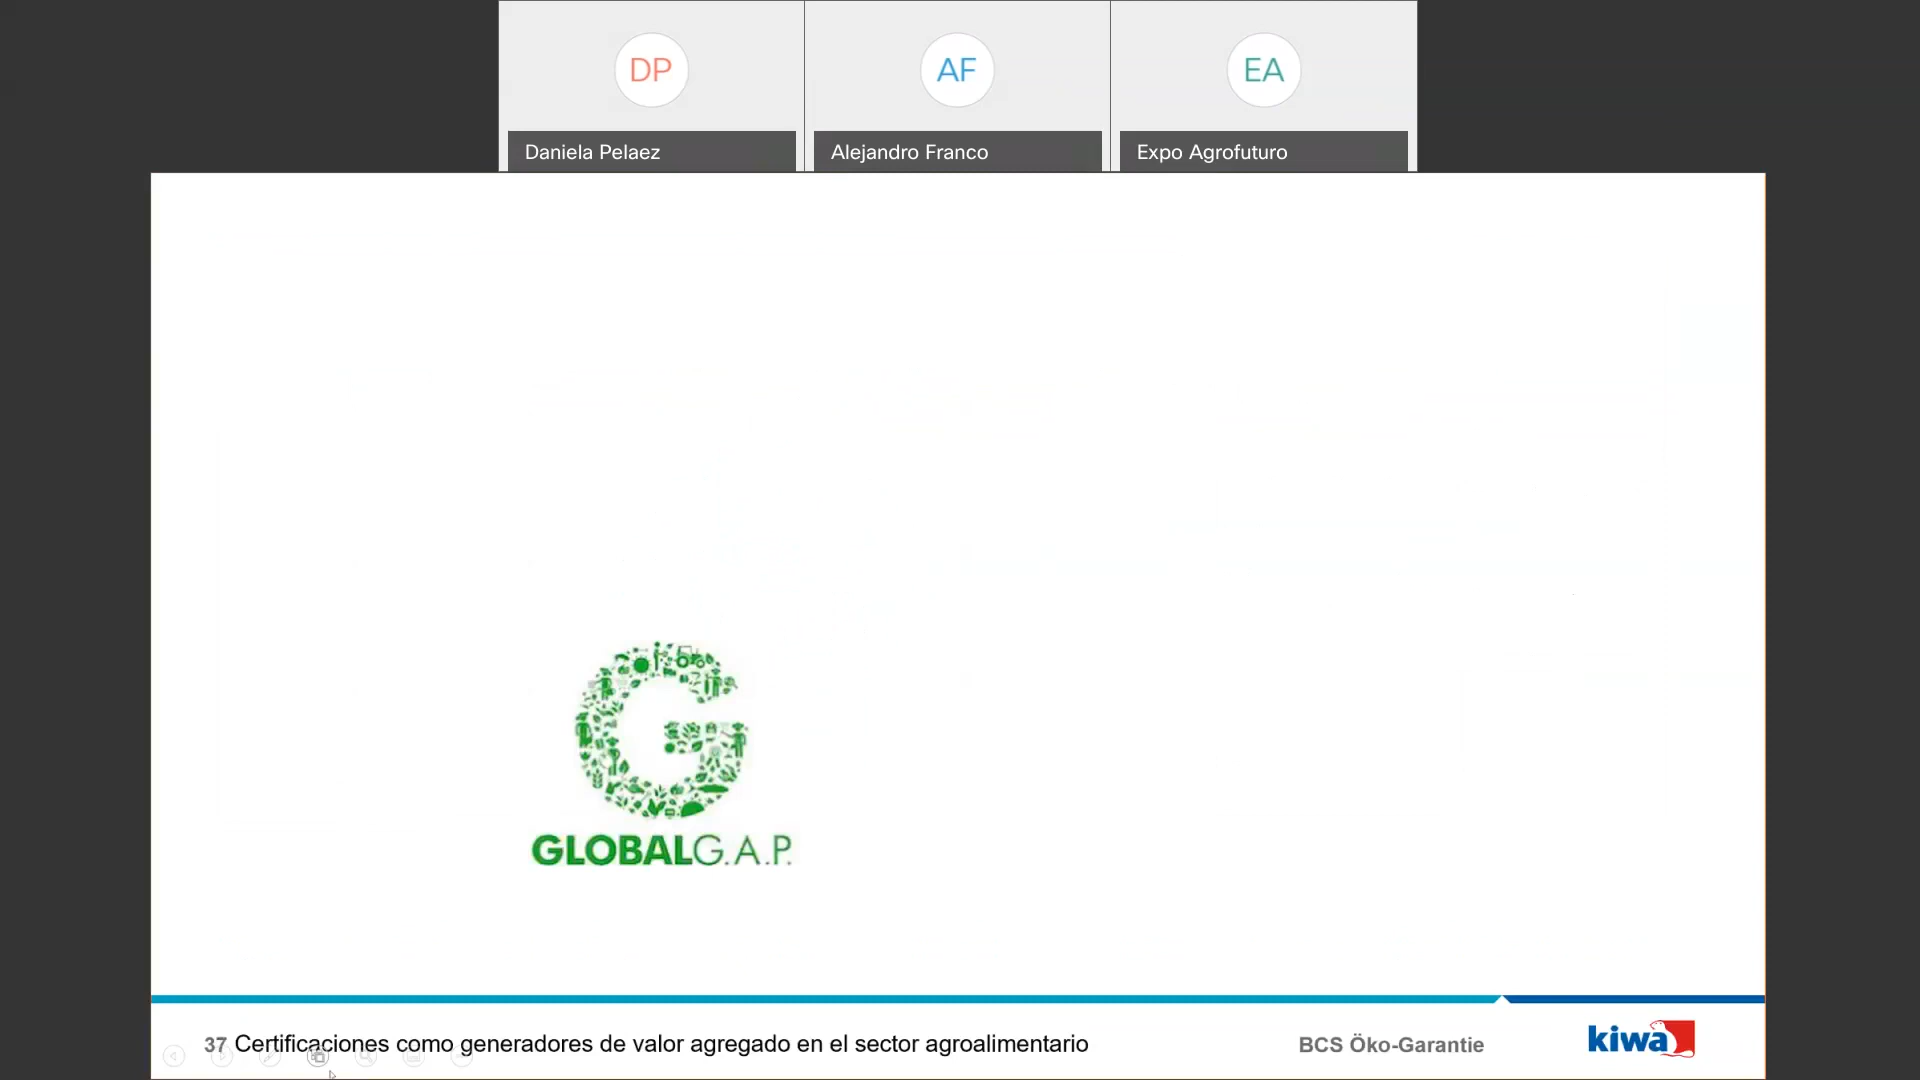 DP
AF
EA
Daniela Pelaez
Alejandro Franco
Expo Agrofuturo
GLOBALG.A.P.
37 Certificaciones como generadores de valor agregado en el sector agroalimentario
BCS Öko-Garantie
kiwa